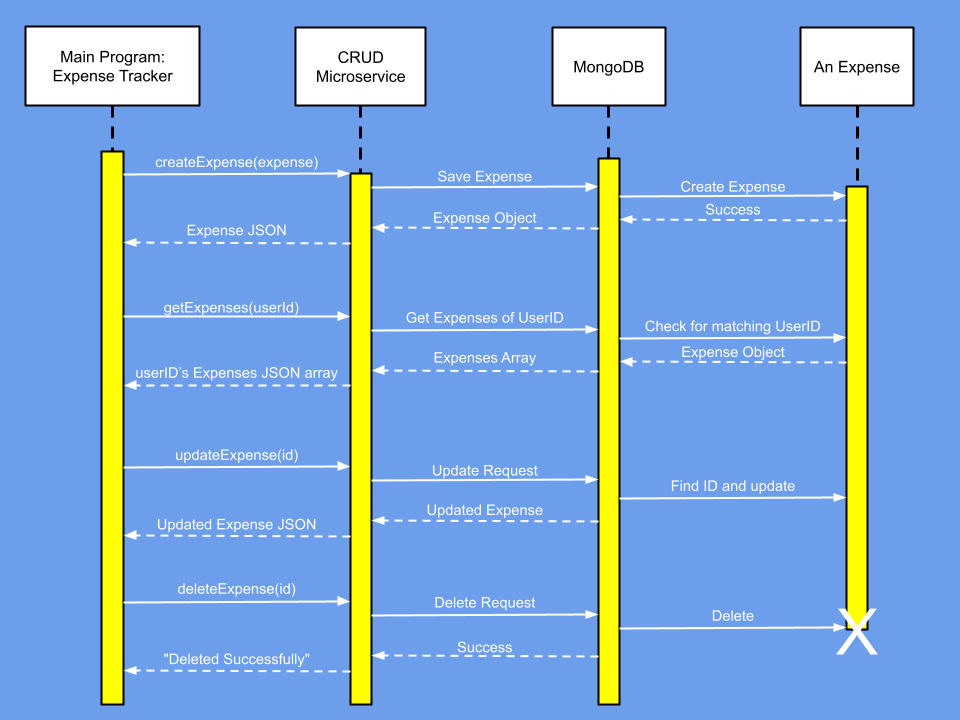 Main Program:
Expense Tracker
CRUD
Microservice
MongoDB
An Expense
createExpense(expense)
Save Expense
Create Expense
Success
Expense Object
Expense JSON
getExpenses(userId)
Get Expenses of UserID
Check for matching UserID
Expense Object
Expenses Array
userID's Expenses JSON array
updateExpense(id)
Update Request
Find ID and update
Updated Expense
Updated Expense JSON
deleteExpense(id)
Delete Request
Delete
X
Success
"Deleted Successfully"